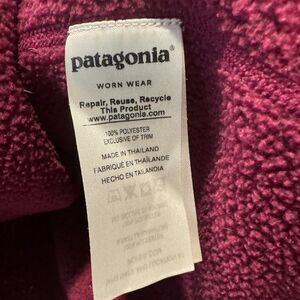 patagonia®
WORN WEAR
Repair, Reuse, Recycle
This Product
www.patagonia.com
100% POLYESTER
EXCLUSIVE OF TRIM
MADE IN THAILAND
FABRIQUÉ EN THAÏLANDE
HECHO EN TAILANDIA